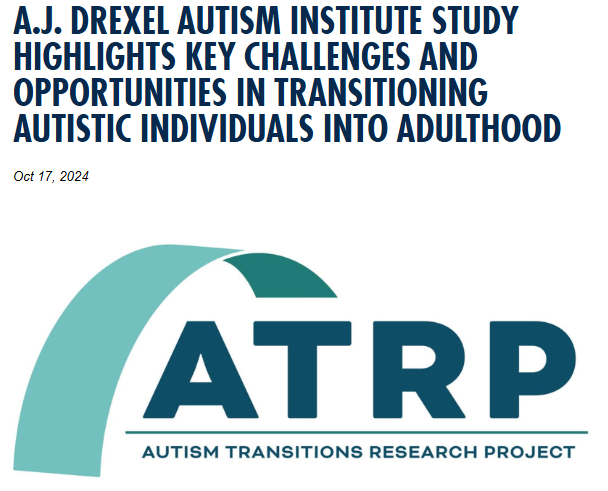 A.J. DREXEL AUTISM INSTITUTE STUDY
HIGHLIGHTS KEY CHALLENGES AND
OPPORTUNITIES IN TRANSITIONING
AUTISTIC INDIVIDUALS INTO ADULTHOOD
Oct 17, 2024
ATRP
AUTISM TRANSITIONS RESEARCH PROJECT